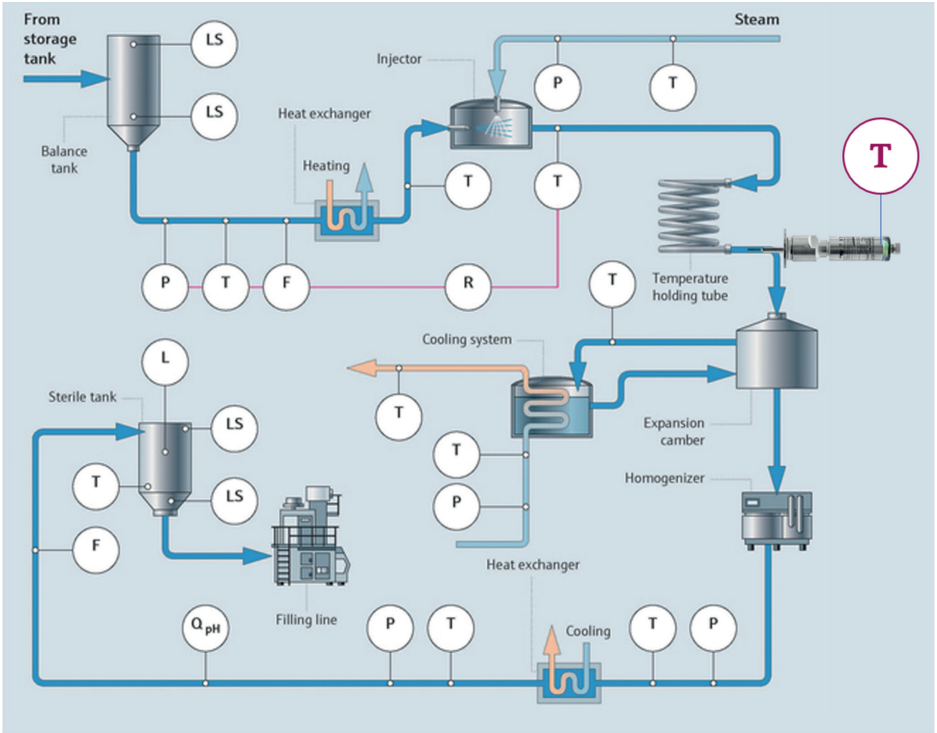 From
storage
tank
LS
LS
Balance
tank
Steam
Injector
P
T
Heat exchanger
Heating
T
T
T
P
T
F
R
Temperature
holding tube
T
Cooling system
L
Sterile tank
LS
T
LS
F
T
T
P
Expansion
camber
Homogenizer
Filling line
Heat exchanger
Cooling
QpH
P
T
T
P